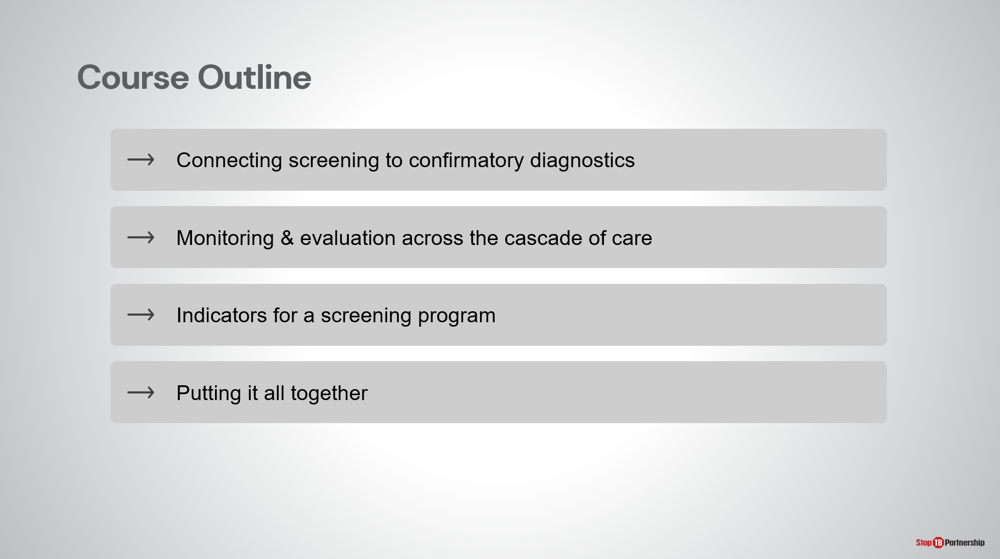 Course Outline
Connecting screening to confirmatory diagnostics
Monitoring & evaluation across the cascade of care
Indicators for a screening program
Putting it all together
Stop TB Partnership